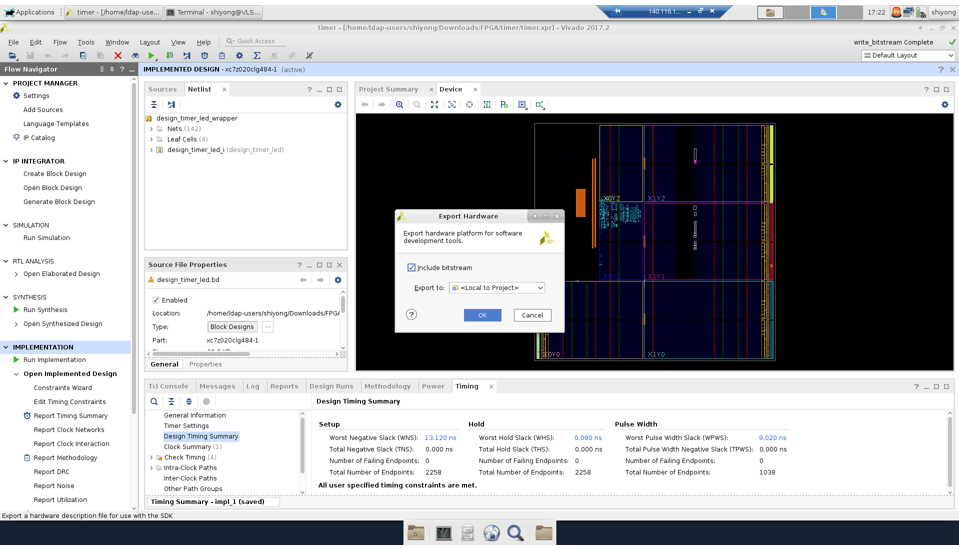 Applications
timer - [/home/ldap-use...
Terminal - shiyong@VLS...
140.116.1...
17:22
shiyong
timer - [/home/ldap-users/shiyong/Downloads/FPGA/timer/timer.xpr] - Vivado 2017.2
File Edit Flow Tools Window Layout View Help
Quick Access
write_bitstream Complete
Default Layout
Flow Navigator
IMPLEMENTED DESIGN - xc7z020clg484-1 (active)
PROJECT MANAGER
Settings
Add Sources
Language Templates
IP Catalog
IP INTEGRATOR
Create Block Design
Open Block Design
Generate Block Design
SIMULATION
Run Simulation
RTL ANALYSIS
Open Elaborated Design
SYNTHESIS
Run Synthesis
Open Synthesized Design
IMPLEMENTATION
Run Implementation
Open Implemented Design
Constraints Wizard
Edit Timing Constraints
Report Timing Summary
Report Clock Networks
Report Clock Interaction
Report Methodology
Report DRC
Report Noise
Report Utilization
Sources Netlist
design_timer_led_wrapper
Nets (142)
Leaf Cells (4)
design_timer_led_i (design_timer_led)
Source File Properties
design_timer_led.bd
Enabled
Location: /home/ldap-users/shiyong/Downloads/FPGA
Type: Block Designs
Part: xc7z020clg484-1
General Properties
Project Summary Device
X0Y2 X1Y2
X1Y1
X0Y0 X1Y0
Export Hardware
Export hardware platform for software
development tools.
Include bitstream
Export to: <Local to Project>
OK Cancel
Tcl Console Messages Log Reports Design Runs Methodology Power Timing
General Information
Timer Settings
Design Timing Summary
Clock Summary (1)
Check Timing (4)
Intra-Clock Paths
Inter-Clock Paths
Other Path Groups
Timing Summary - impl_1 (saved)
Design Timing Summary
Setup Hold Pulse Width
Worst Negative Slack (WNS): 13.120 ns Worst Hold Slack (WHS): 0.080 ns Worst Pulse Width Slack (WPWS): 9.020 ns
Total Negative Slack (TNS): 0.000 ns Total Hold Slack (THS): 0.000 ns Total Pulse Width Negative Slack (TPWS): 0.000 ns
Number of Failing Endpoints: 0 Number of Failing Endpoints: 0 Number of Failing Endpoints: 0
Total Number of Endpoints: 2258 Total Number of Endpoints: 2258 Total Number of Endpoints: 1038
All user specified timing constraints are met.
Export a hardware description file for use with the SDK